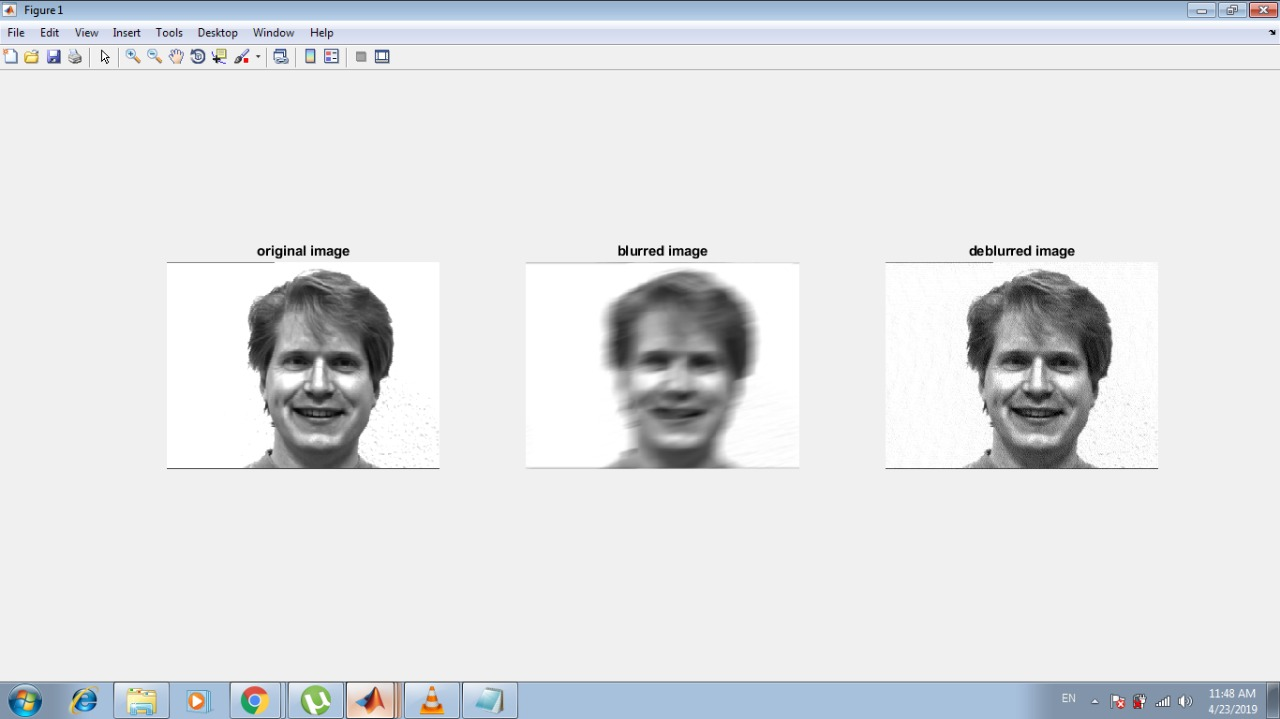 Figure 1
File Edit View Insert Tools Desktop Window Help
original image
blurred image
deblurred image
EN
11:48 AM
4/23/2019